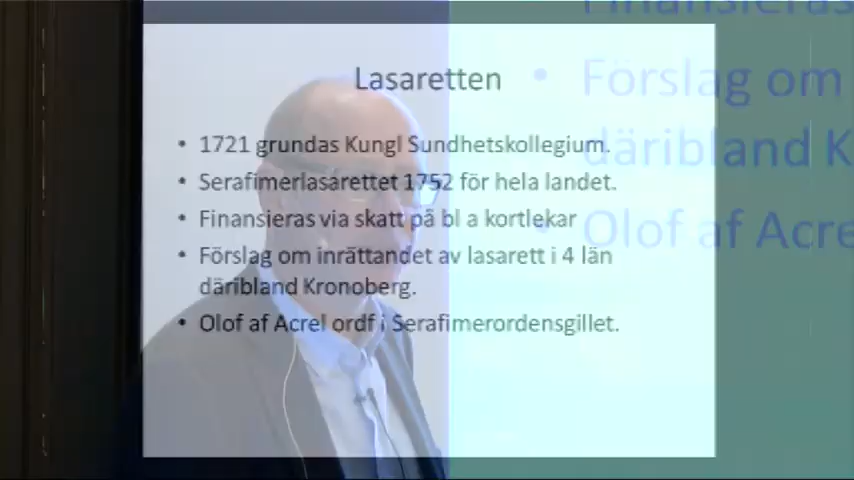 Lasaretten
• 1721 grundas Kungl Sundhetskollegium.
• Serafimerlasarettet 1752 för hela landet.
• Finansieras via skatt på bl a kortlekar
• Förslag om inrättandet av lasarett i 4 län
däribland Kronoberg.
• Olof af Acrel ordf i Serafimerordensgillet.
Finansieras
• Förslag om
däribland K
• Olof af Acre